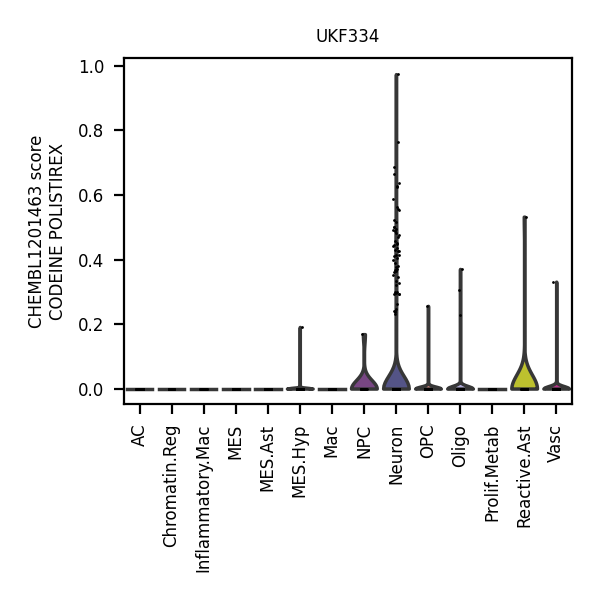 UKF334
CHEMBL1201463 score
CODEINE POLISTIREX
1.0
0.8
0.6
0.4
0.2
0.0
AC
Chromatin.Reg
Inflammatory.Mac
MES
MES.Ast
MES.Hyp
Mac
NPC
Neuron
OPC
Oligo
Prolif.Metab
Reactive.Ast
Vasc